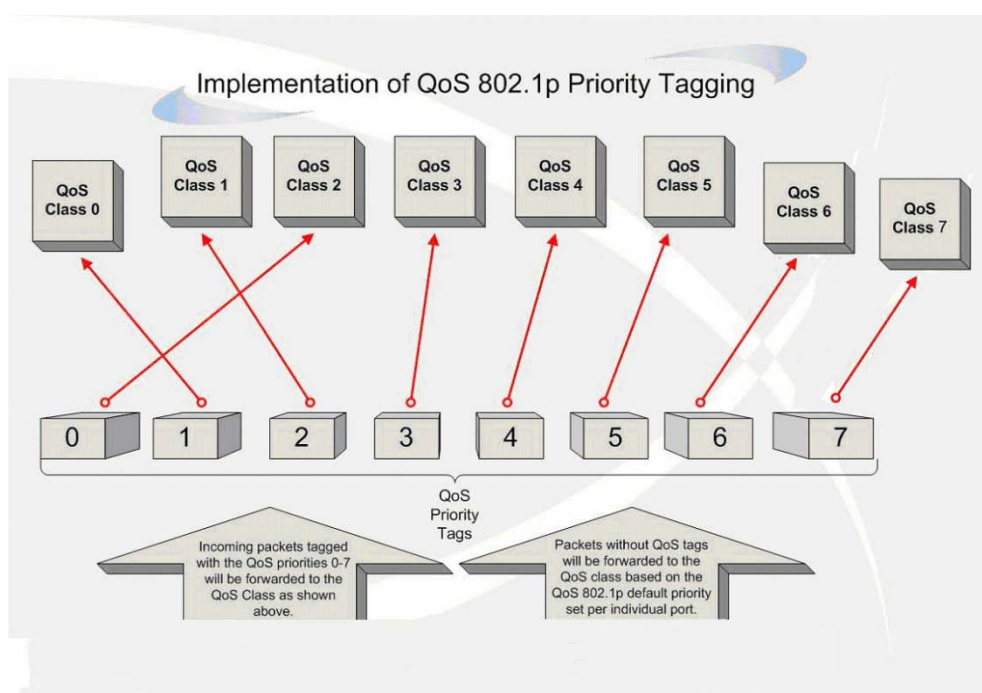 Implementation of QoS 802.1p Priority Tagging
QoS
Class 0
QoS
Class 1
QoS
Class 2
QoS
Class 3
QoS
Class 4
QoS
Class 5
QoS
Class 6
QoS
Class 7
0
1
2
3
4
5
6
7
QoS
Priority
Tags
Incoming packets tagged
with the QoS priorities 0-7
will be forwarded to the
QoS Class as shown
above.
Packets without QoS tags
will be forwarded to the
QoS class based on the
QoS 802.1p default priority
set per individual port.